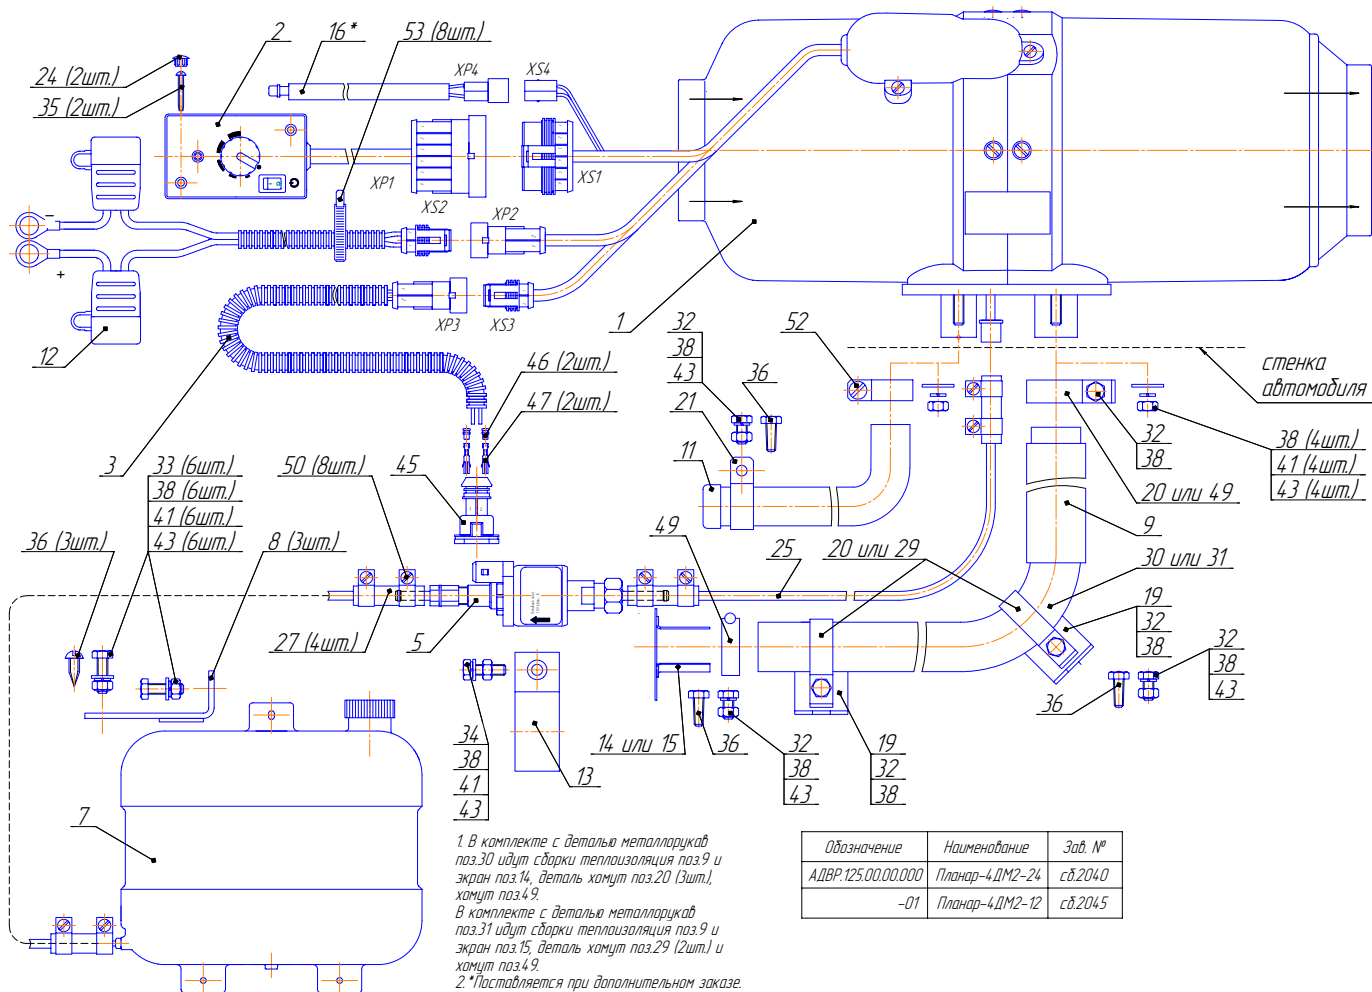 24 (2шт.)
35 (2шт.)
2
16*
53 (8шт.)
XP4
XS4
XP1
XS2
XS1
XP2
−
+
12
XP3
XS3
1
3
46 (2шт.)
47 (2шт.)
32
38
43
36
21
11
52
стенка
автомобиля
32
38
20 или 49
38 (4шт.)
41 (4шт.)
43 (4шт.)
9
33 (6шт.)
38 (6шт.)
41 (6шт.)
43 (6шт.)
50 (8шт.)
45
36 (3шт.)
8 (3шт.)
49
25
20 или 29
30 или 31
19
32
38
27 (4шт.)
5
32
38
43
36
34
38
41
43
13
14 или 15
36
32
38
43
19
32
38
7
1. В комплекте с деталью металлорукав
поз.30 идут сборки теплоизоляция поз.9 и
экран поз.14, деталь хомут поз.20 (3шт.),
хомут поз.49.
В комплекте с деталью металлорукав
поз.31 идут сборки теплоизоляция поз.9 и
экран поз.15, деталь хомут поз.29 (2шт.) и
хомут поз.49.
2.*Поставляется при дополнительном заказе.
Обозначение Наименование Зав. №
АДВР.125.00.00.000 Планар-4ДМ2-24 сб.2040
-01 Планар-4ДМ2-12 сб.2045